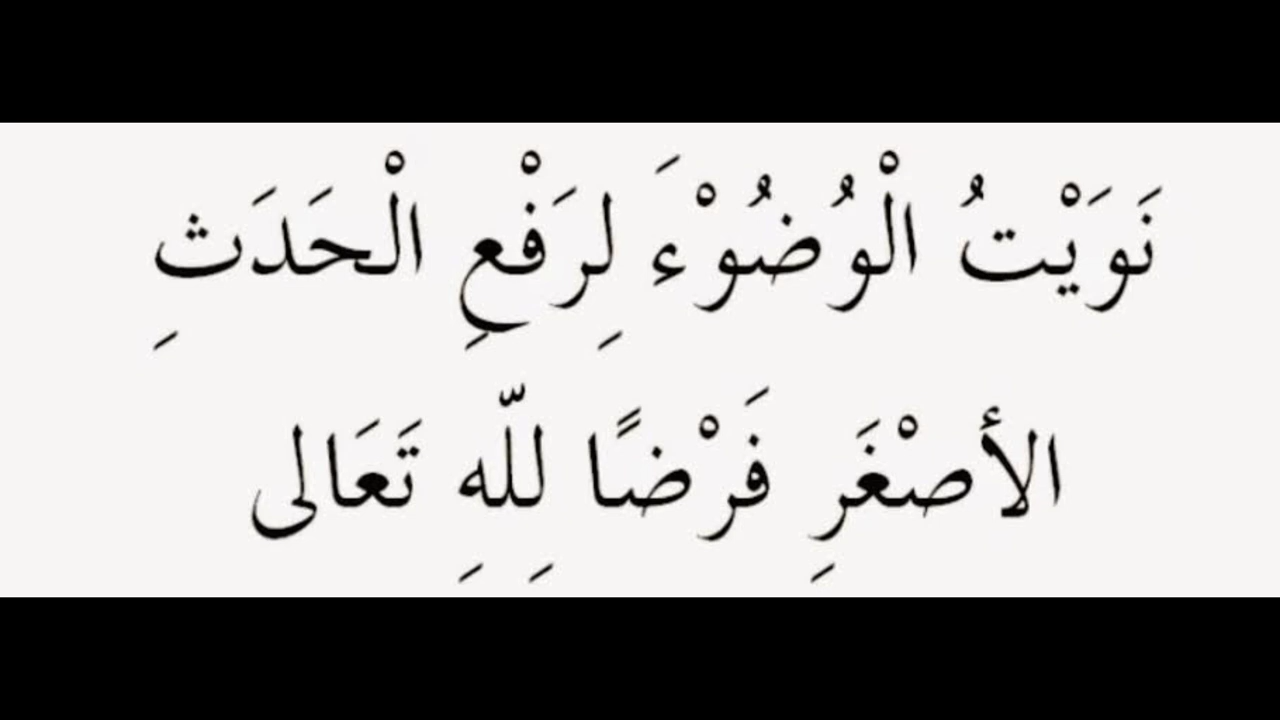 نَوَيْتُ الْوُضُوْءَ لِرَفْعِ الْحَدَثِ
الأَصْغَرِ فَرْضًا لِلّهِ تَعَالى